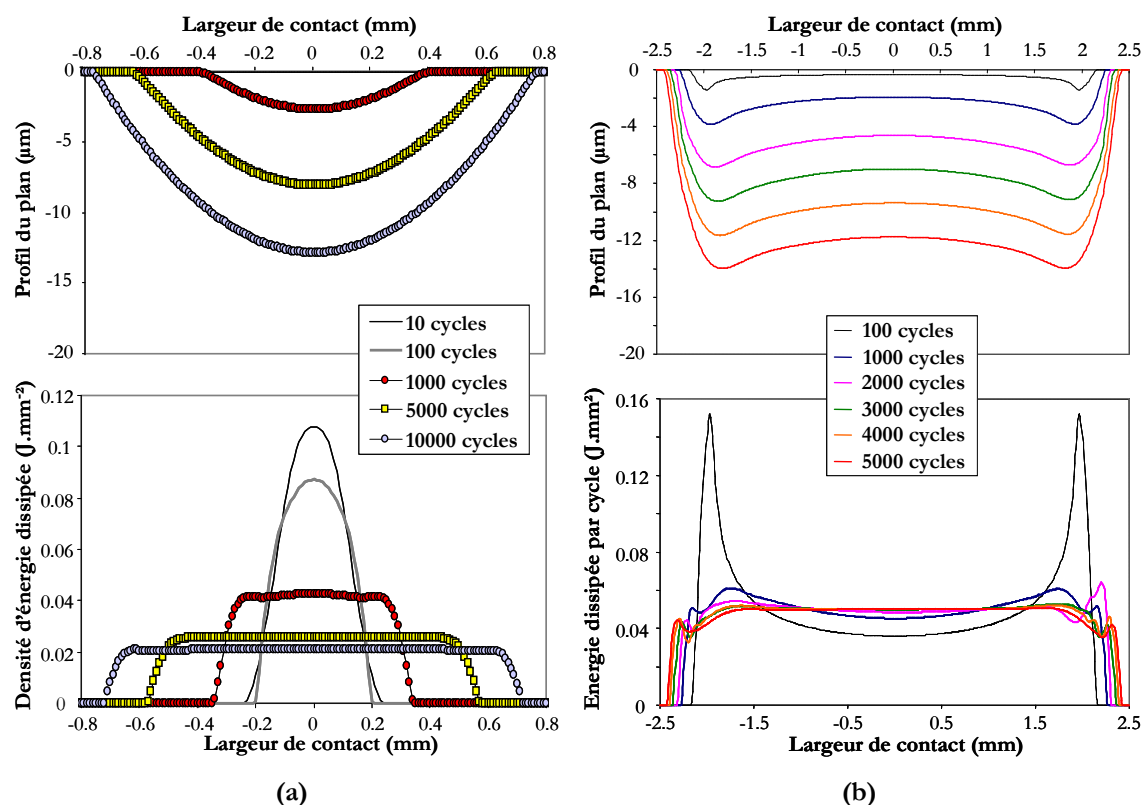 Largeur de contact (mm)
-0.8 -0.6 -0.4 -0.2 0 0.2 0.4 0.6 0.8
0
-5
-10
-15
-20
Profil du plan (µm)
10 cycles
100 cycles
1000 cycles
5000 cycles
10000 cycles
0.12
0.1
0.08
0.06
0.04
0.02
0
Densité d'énergie dissipée (J.mm⁻²)
-0.8 -0.6 -0.4 -0.2 0 0.2 0.4 0.6 0.8
Largeur de contact (mm)
(a)
Largeur de contact (mm)
-2.5 -2 -1.5 -1 -0.5 0 0.5 1 1.5 2 2.5
0
-4
-8
-12
-16
-20
Profil du plan (µm)
100 cycles
1000 cycles
2000 cycles
3000 cycles
4000 cycles
5000 cycles
0.16
0.12
0.08
0.04
0
Energie dissipée par cycle (J.mm²)
-2.5 -1.5 -0.5 0.5 1.5 2.5
Largeur de contact (mm)
(b)